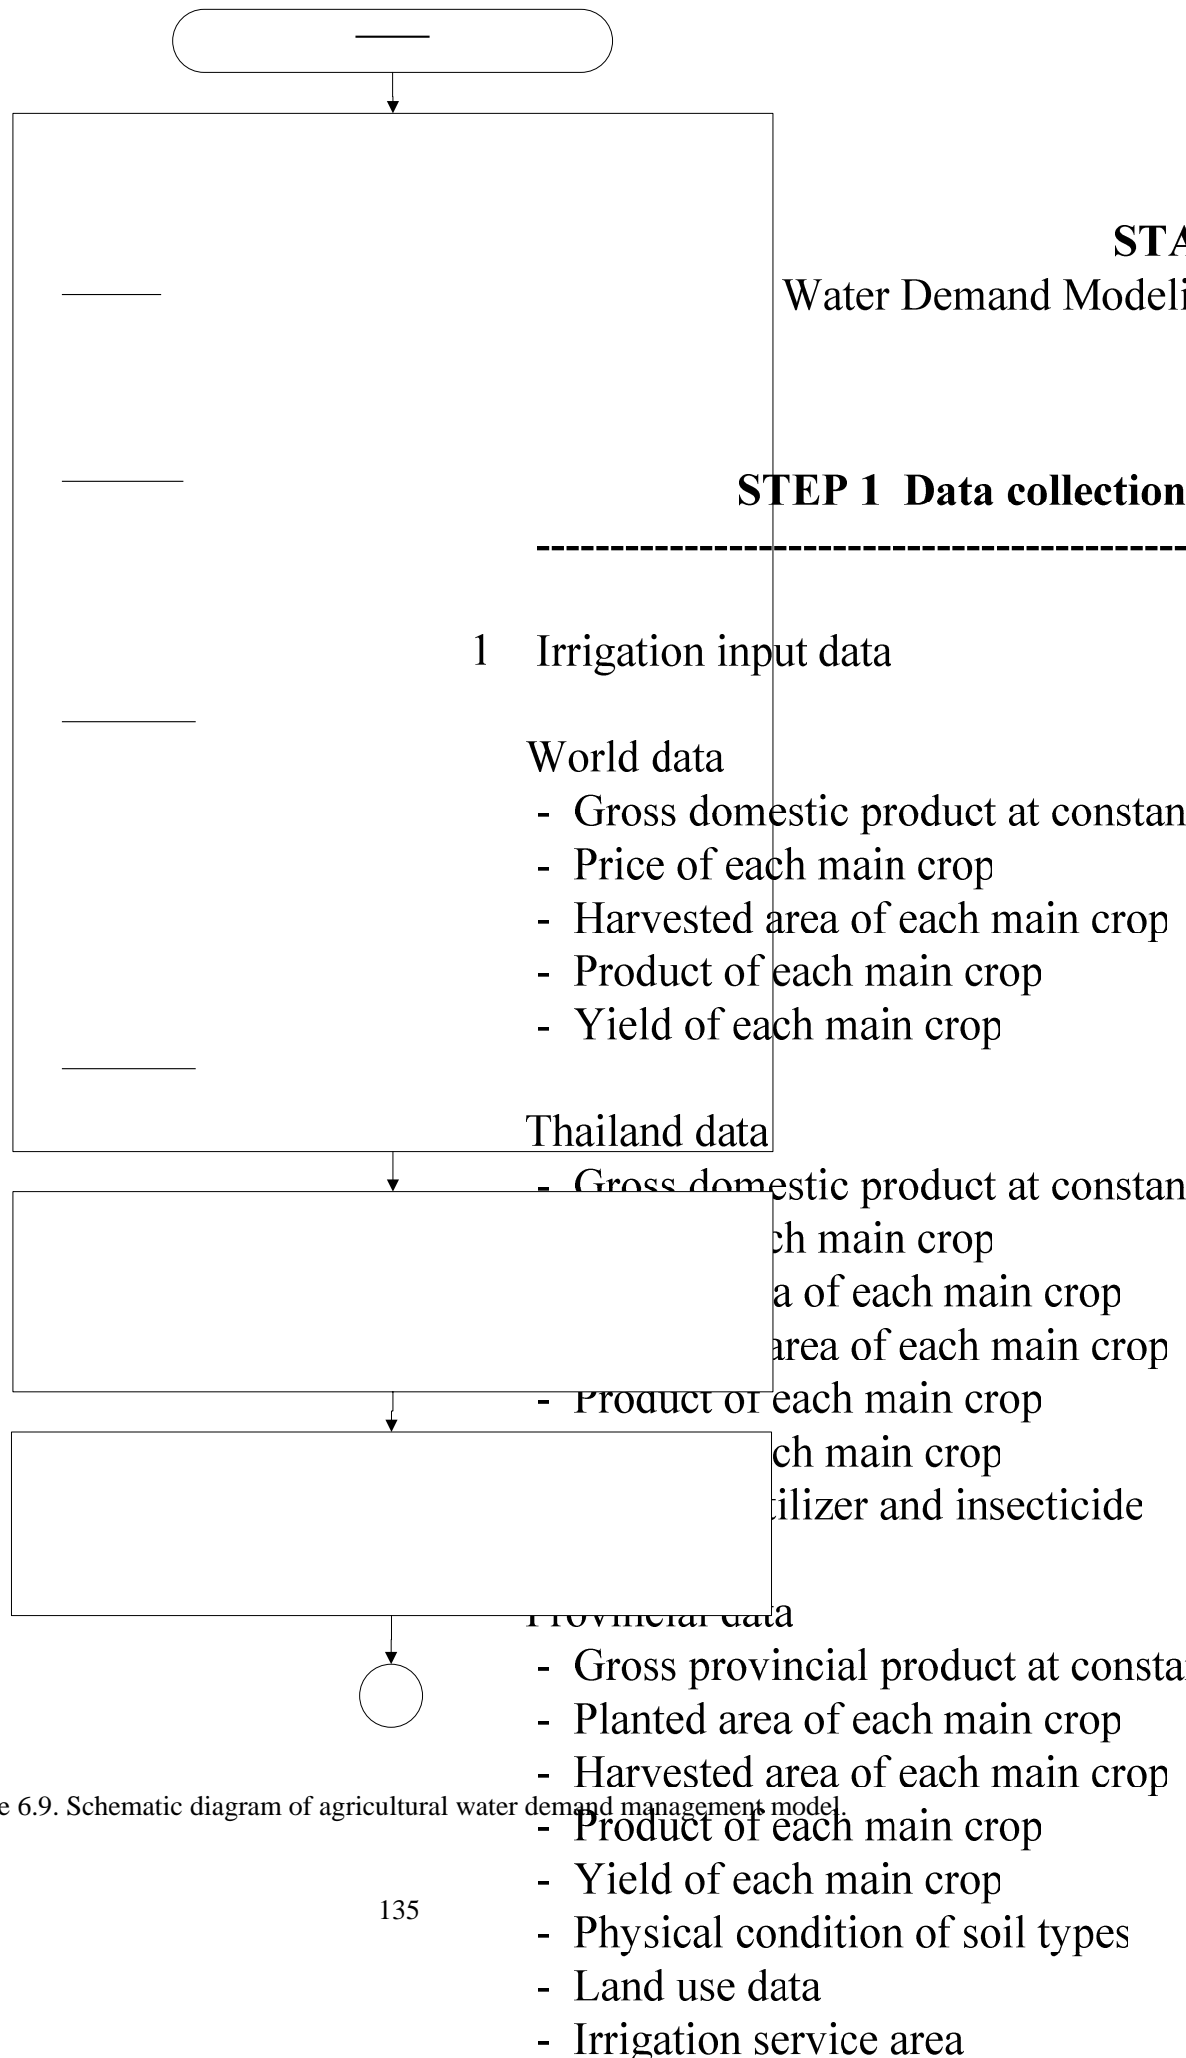 STA
Water Demand Modeli
STEP 1 Data collection
--------------------------------------------
1 Irrigation input data
World data
- Gross domestic product at constan
- Price of each main crop
- Harvested area of each main crop
- Product of each main crop
- Yield of each main crop
Thailand data
- Gross domestic product at constan
ch main crop
a of each main crop
area of each main crop
- Product of each main crop
ch main crop
tilizer and insecticide
Provincial data
- Gross provincial product at consta
- Planted area of each main crop
- Harvested area of each main crop
e 6.9. Schematic diagram of agricultural water demand management model.
- Product of each main crop
- Yield of each main crop
135
- Physical condition of soil types
- Land use data
- Irrigation service area